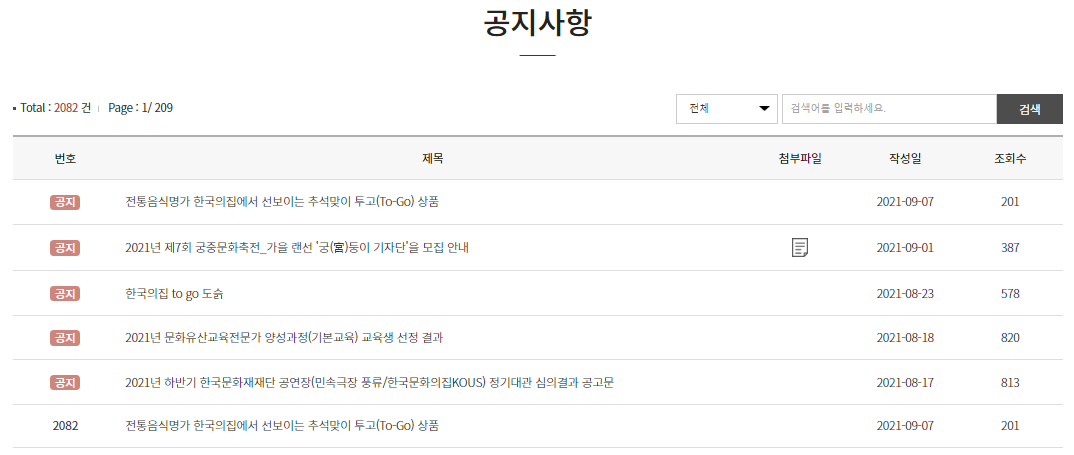 공지사항
Total : 2082 건 Page : 1/ 209 전체 검색어를 입력하세요. 검색
번호 제목 첨부파일 작성일 조회수
공지 전통음식명가 한국의집에서 선보이는 추석맞이 투고(To-Go) 상품 2021-09-07 201
공지 2021년 제7회 궁중문화축전_가을 랜선 '궁(宮)둥이 기자단'을 모집 안내 2021-09-01 387
공지 한국의집 to go 도슭 2021-08-23 578
공지 2021년 문화유산교육전문가 양성과정(기본교육) 교육생 선정 결과 2021-08-18 820
공지 2021년 하반기 한국문화재재단 공연장(민속극장 풍류/한국문화의집KOUS) 정기대관 심의결과 공고문 2021-08-17 813
2082 전통음식명가 한국의집에서 선보이는 추석맞이 투고(To-Go) 상품 2021-09-07 201